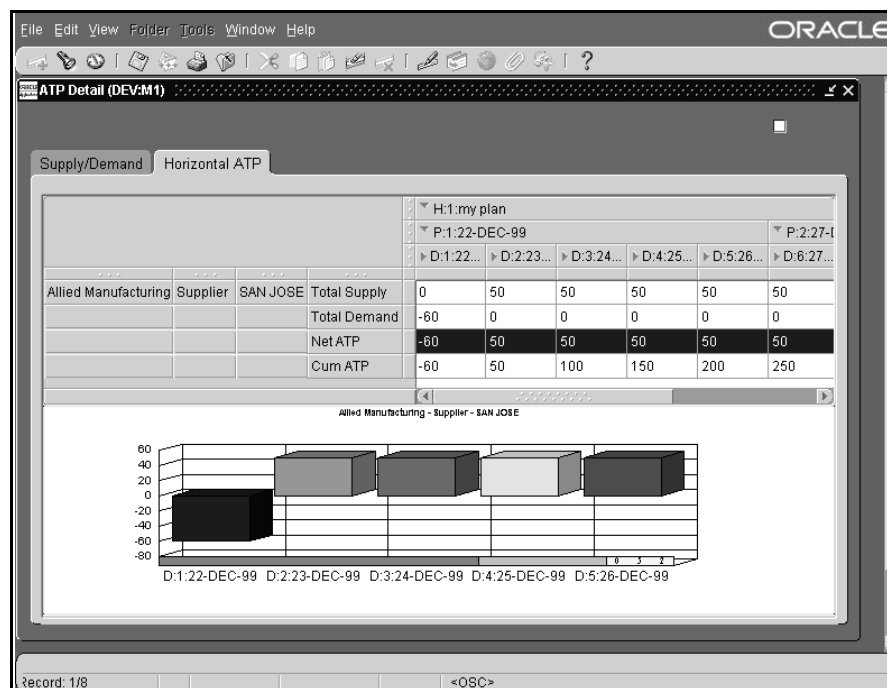 File Edit View Folder Tools Window Help ORACLE
ATP Detail (DEV:M1)
Supply/Demand Horizontal ATP
H:1:my plan
P:1:22-DEC-99 P:2:27-
D:1:22... D:2:23... D:3:24... D:4:25... D:5:26... D:6:27...
Allied Manufacturing Supplier SAN JOSE Total Supply 0 50 50 50 50 50
Total Demand -60 0 0 0 0 0
Net ATP -60 50 50 50 50 50
Cum ATP -60 50 100 150 200 250
Allied Manufacturing - Supplier - SAN JOSE
60
40
20
0
-20
-40
-60
-80
0 3 2
D:1:22-DEC-99 D:2:23-DEC-99 D:3:24-DEC-99 D:4:25-DEC-99 D:5:26-DEC-99
Record: 1/8 <OSC>